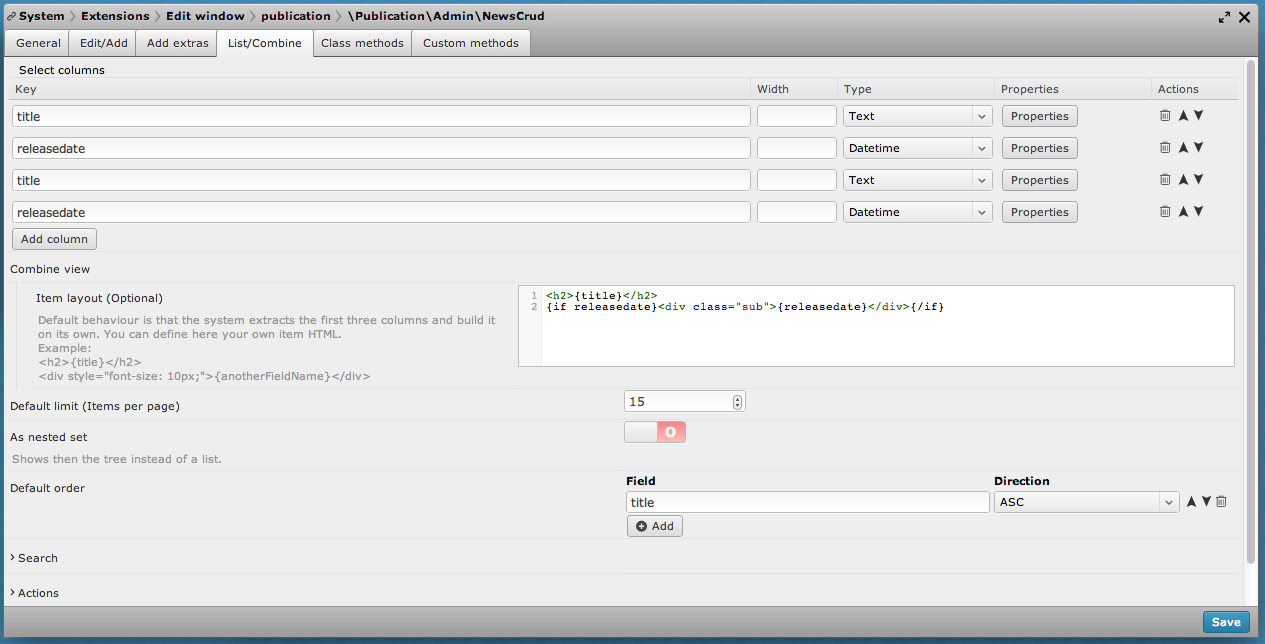 System > Extensions > Edit window > publication > \Publication\Admin\NewsCrud
General Edit/Add Add extras List/Combine Class methods Custom methods
Select columns
Key Width Type Properties Actions
title Text Properties
releasedate Datetime Properties
title Text Properties
releasedate Datetime Properties
Add column
Combine view
Item layout (Optional)
Default behaviour is that the system extracts the first three columns and build it
on its own. You can define here your own item HTML.
Example:
<h2>{title}</h2>
<div style="font-size: 10px;">{anotherFieldName}</div>
1 <h2>{title}</h2>
2 {if releasedate}<div class="sub">{releasedate}</div>{/if}
Default limit (Items per page) 15
As nested set O
Shows then the tree instead of a list.
Default order
Field Direction
title ASC
Add
Search
Actions
Save